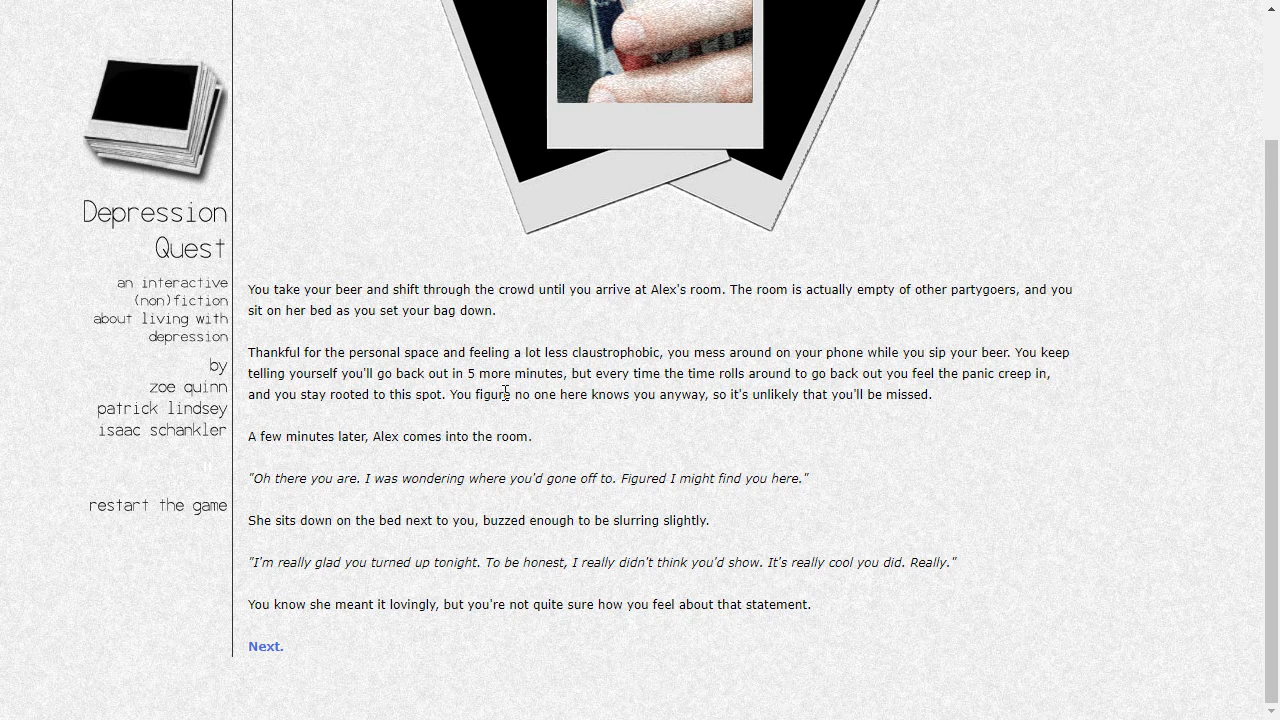 Depression
Quest
an interactive
(non)fiction
about living with
depression
by
zoe quinn
patrick lindsey
isaac schankler
restart the game
You take your beer and shift through the crowd until you arrive at Alex's room. The room is actually empty of other partygoers, and you
sit on her bed as you set your bag down.
Thankful for the personal space and feeling a lot less claustrophobic, you mess around on your phone while you sip your beer. You keep
telling yourself you'll go back out in 5 more minutes, but every time the time rolls around to go back out you feel the panic creep in,
and you stay rooted to this spot. You figure no one here knows you anyway, so it's unlikely that you'll be missed.
A few minutes later, Alex comes into the room.
"Oh there you are. I was wondering where you'd gone off to. Figured I might find you here."
She sits down on the bed next to you, buzzed enough to be slurring slightly.
"I'm really glad you turned up tonight. To be honest, I really didn't think you'd show. It's really cool you did. Really."
You know she meant it lovingly, but you're not quite sure how you feel about that statement.
Next.